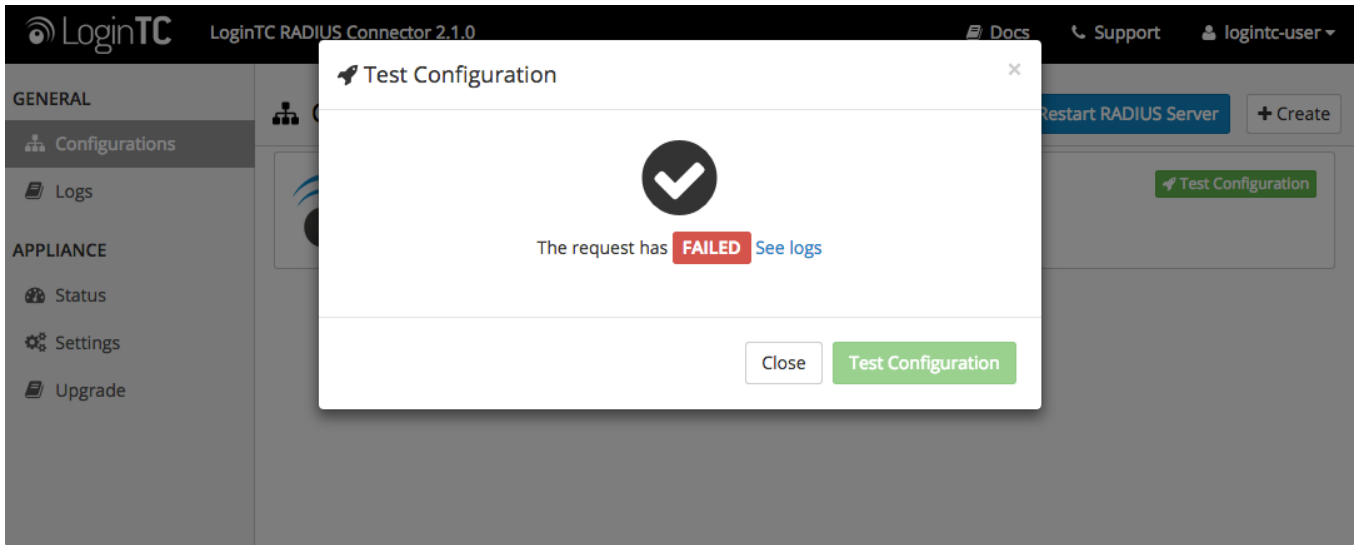 LoginTC LoginTC RADIUS Connector 2.1.0 Docs Support logintc-user
Test Configuration ×
GENERAL
Restart RADIUS Server + Create
Configurations
Test Configuration
Logs
The request has FAILED See logs
APPLIANCE
Status
Settings
Close Test Configuration
Upgrade